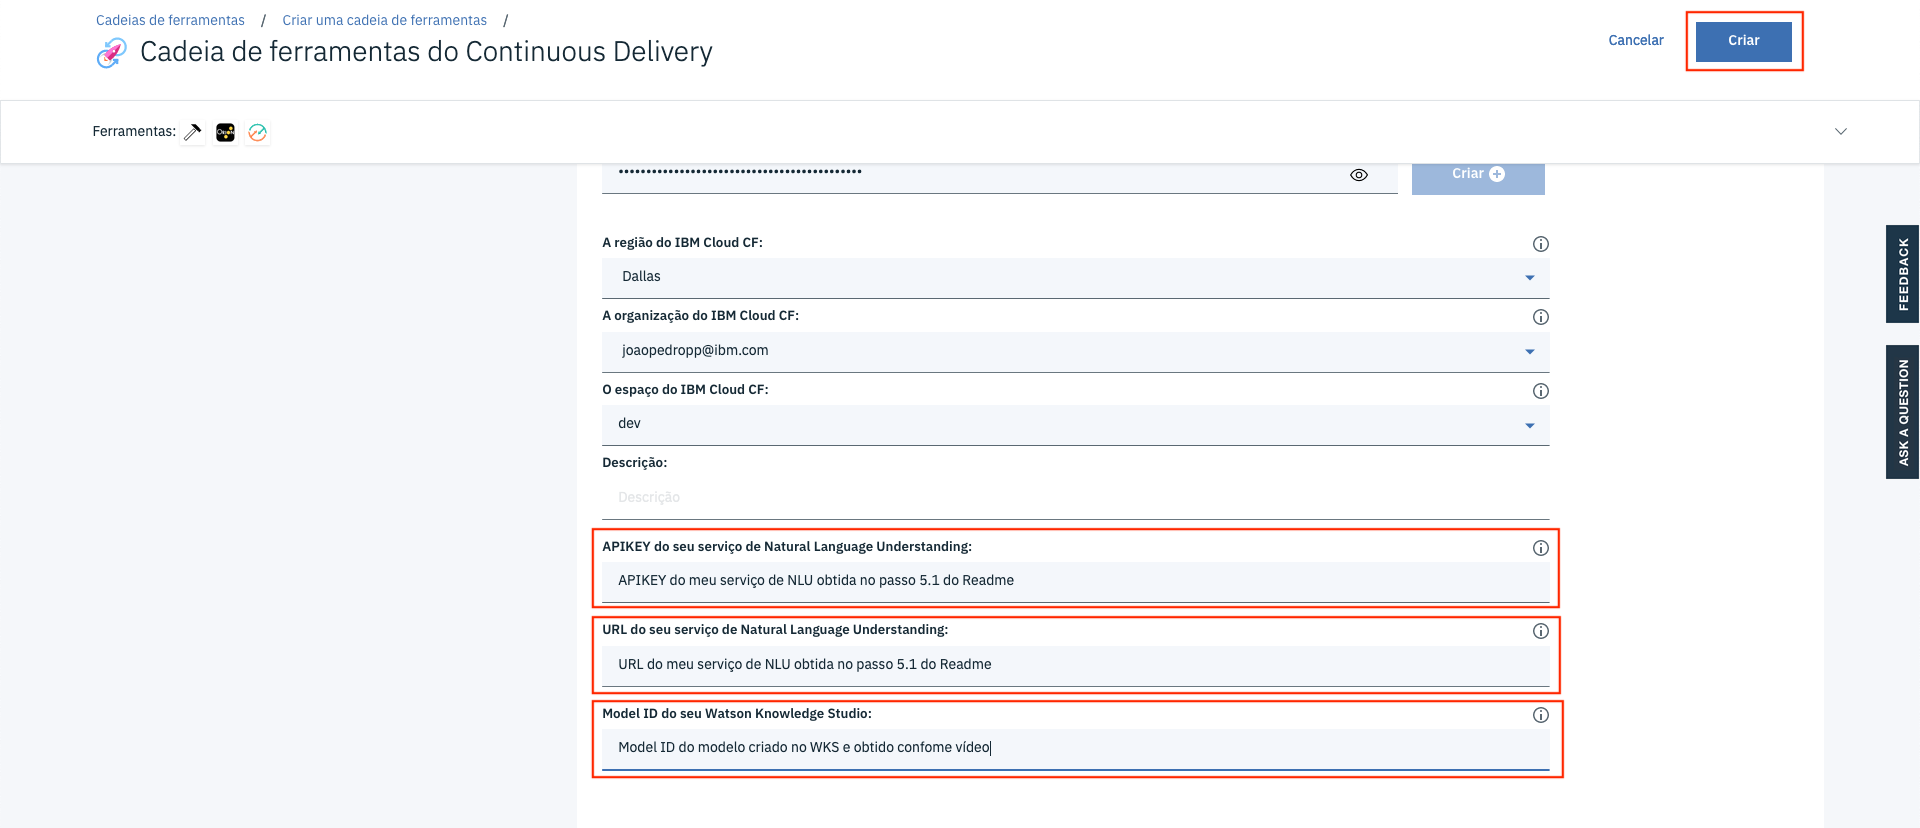 Cadeias de ferramentas / Criar uma cadeia de ferramentas /
Cadeia de ferramentas do Continuous Delivery
Cancelar
Criar
Ferramentas:
••••••••••••••••••••••••••••••••••••••••••••
Criar
A região do IBM Cloud CF:
Dallas
A organização do IBM Cloud CF:
joaopedropp@ibm.com
O espaço do IBM Cloud CF:
dev
Descrição:
Descrição
APIKEY do seu serviço de Natural Language Understanding:
APIKEY do meu serviço de NLU obtida no passo 5.1 do Readme
URL do seu serviço de Natural Language Understanding:
URL do meu serviço de NLU obtida no passo 5.1 do Readme
Model ID do seu Watson Knowledge Studio:
Model ID do modelo criado no WKS e obtido confome vídeo
FEEDBACK
ASK A QUESTION